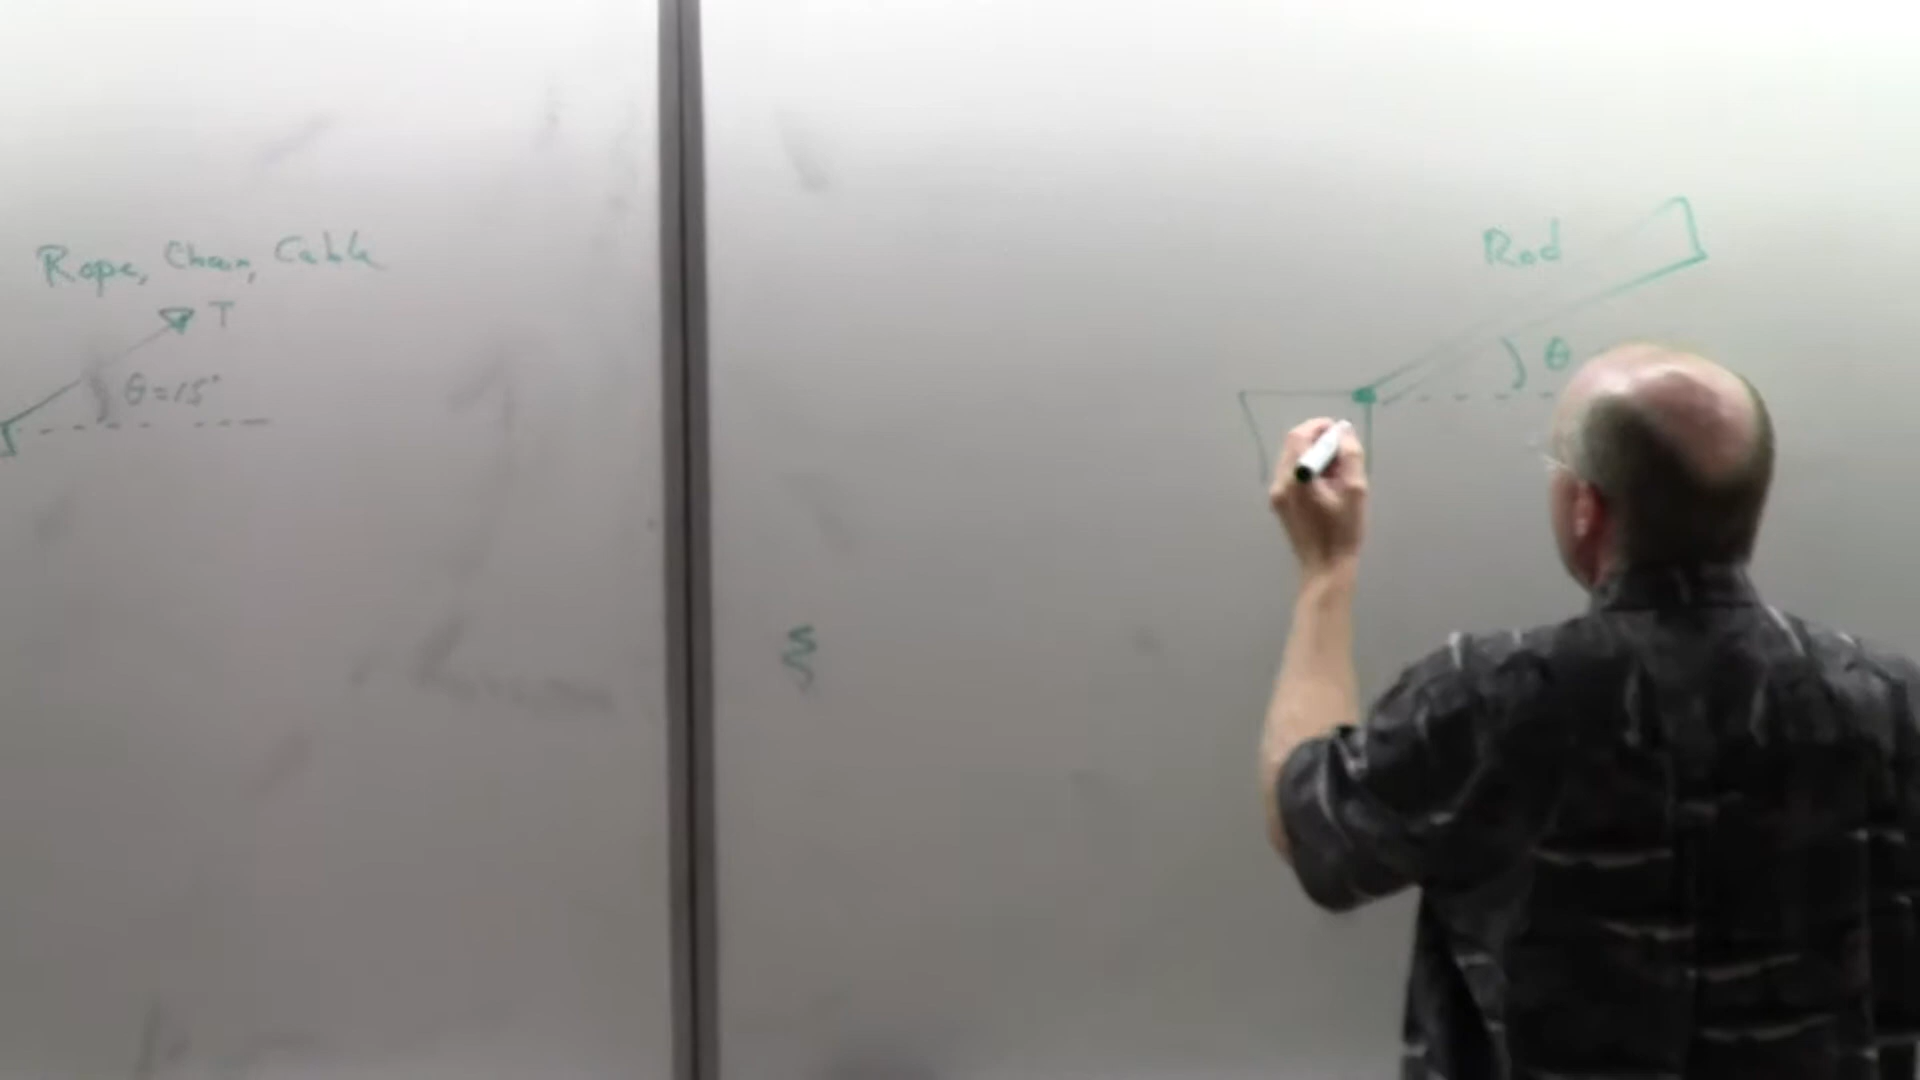 Rope, Chain, Cable
T
θ=15°
Rod
θ